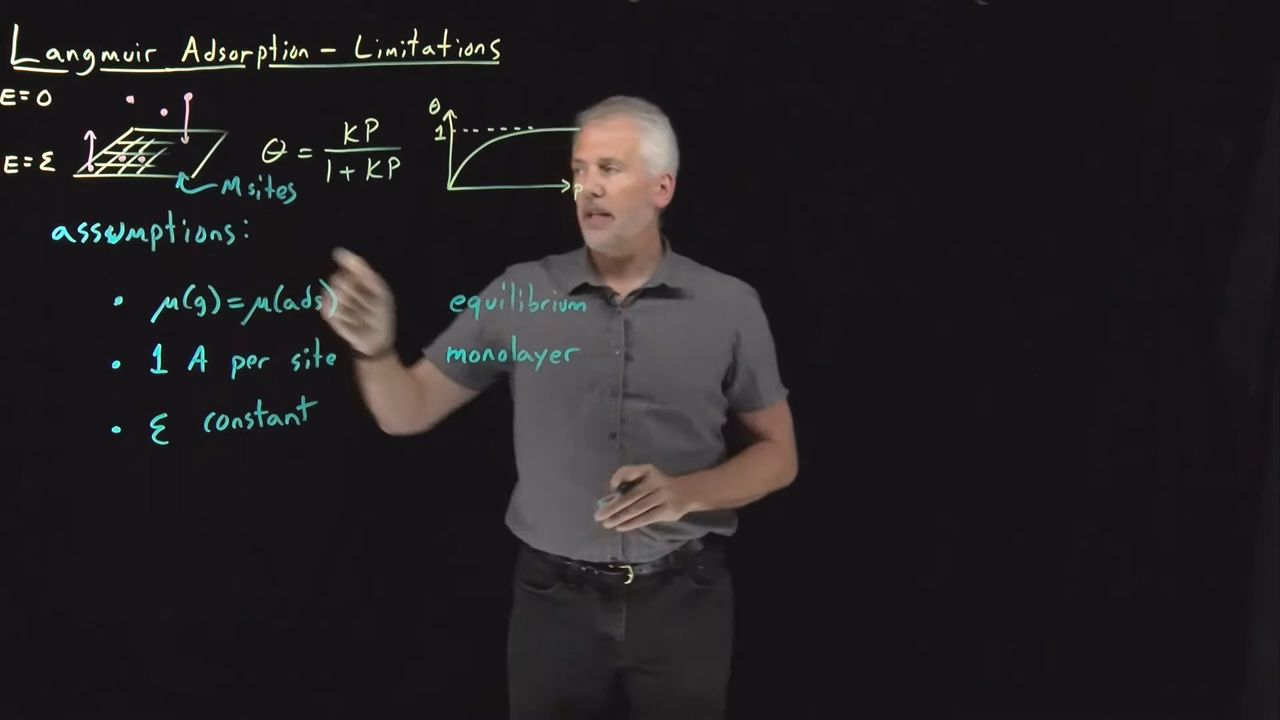 Langmuir Adsorption - Limitations
E=0
E=ε
M sites
θ = KP / 1 + KP
θ
1
P
assumptions:
• μ(g)=μ(ads) equilibrium
• 1 A per site monolayer
• ε constant